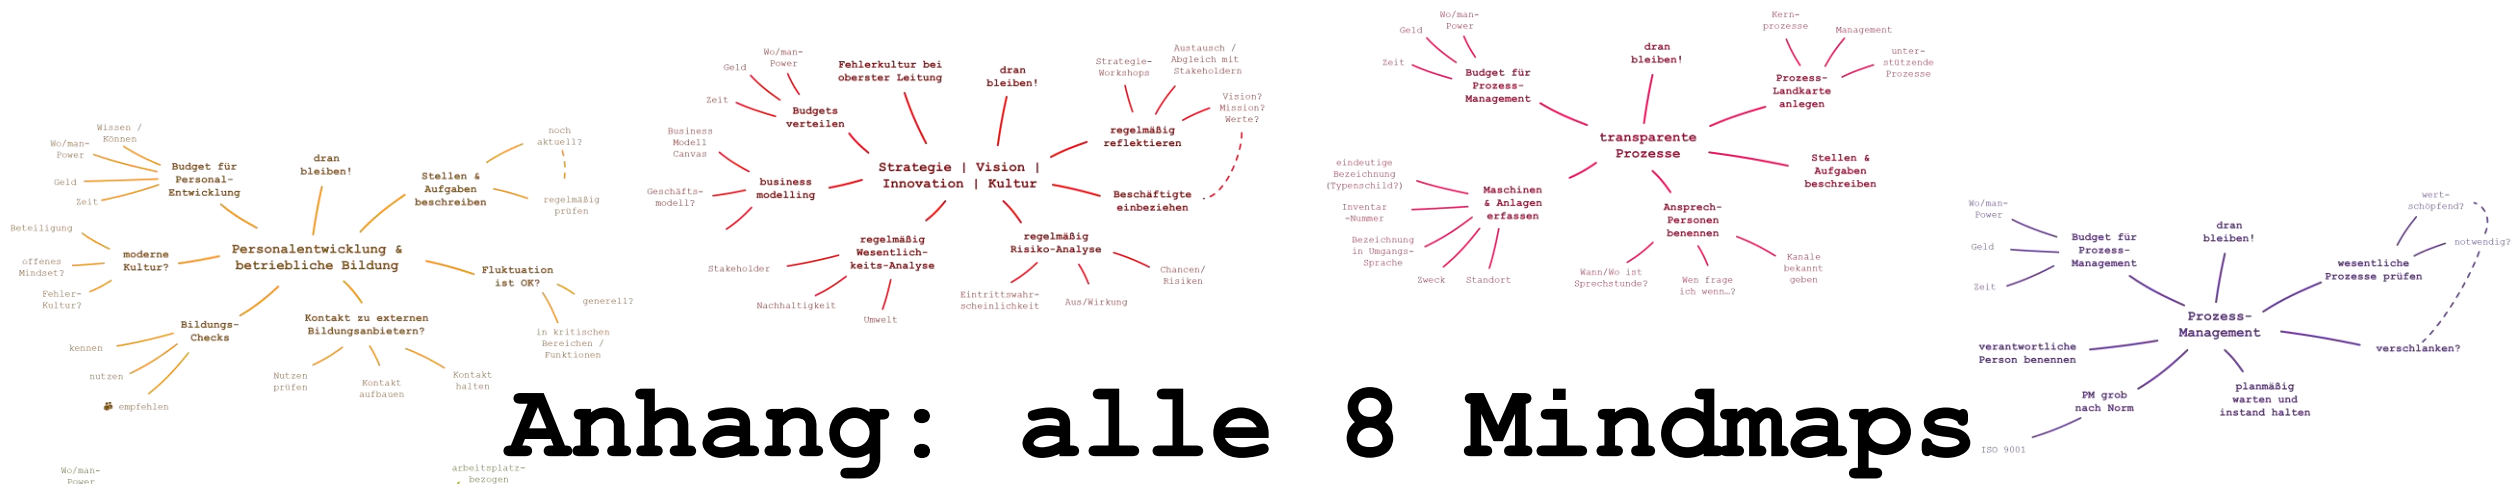 Wissen /
Können
Wo/man-
Power
Geld
Zeit
Budget für
Personal-
Entwicklung
dran
bleiben!
Stellen &
Aufgaben
beschreiben
noch
aktuell?
regelmäßig
prüfen
Beteiligung
offenes
Mindset?
Fehler-
Kultur?
moderne
Kultur?
Personalentwicklung &
betriebliche Bildung
Fluktuation
ist OK?
generell?
in kritischen
Bereichen /
Funktionen
Bildungs-
Checks
kennen
nutzen
empfehlen
Kontakt zu externen
Bildungsanbietern?
Nutzen
prüfen
Kontakt
aufbauen
Kontakt
halten
Wo/man-
Power
arbeitsplatz-
bezogen
Wo/man-
Power
Geld
Zeit
Budgets
verteilen
Fehlerkultur bei
oberster Leitung
dran
bleiben!
Strategie-
Workshops
Austausch /
Abgleich mit
Stakeholdern
Vision?
Mission?
Werte?
regelmäßig
reflektieren
Business
Modell
Canvas
Geschäfts-
modell?
business
modelling
Strategie | Vision |
Innovation | Kultur
Beschäftigte
einbeziehen
regelmäßig
Wesentlich-
keits-Analyse
Stakeholder
Nachhaltigkeit
Umwelt
regelmäßig
Risiko-Analyse
Eintrittswahr-
scheinlichkeit
Aus/Wirkung
Chancen/
Risiken
Wo/man-
Power
Geld
Zeit
Budget für
Prozess-
Management
dran
bleiben!
Kern-
prozesse
Management
unter-
stützende
Prozesse
Prozess-
Landkarte
anlegen
transparente
Prozesse
Stellen &
Aufgaben
beschreiben
eindeutige
Bezeichnung
(Typenschild?)
Inventar
-Nummer
Bezeichnung
in Umgangs-
Sprache
Zweck
Standort
Maschinen
& Anlagen
erfassen
Ansprech-
Personen
benennen
Wann/Wo ist
Sprechstunde?
Wen frage
ich wenn…?
Kanäle
bekannt
geben
Wo/man-
Power
Geld
Zeit
Budget für
Prozess-
Management
dran
bleiben!
wert-
schöpfend?
notwendig?
wesentliche
Prozesse prüfen
Prozess-
Management
verschlanken?
verantwortliche
Person benennen
PM grob
nach Norm
ISO 9001
planmäßig
warten und
instand halten
Anhang: alle 8 Mindmaps